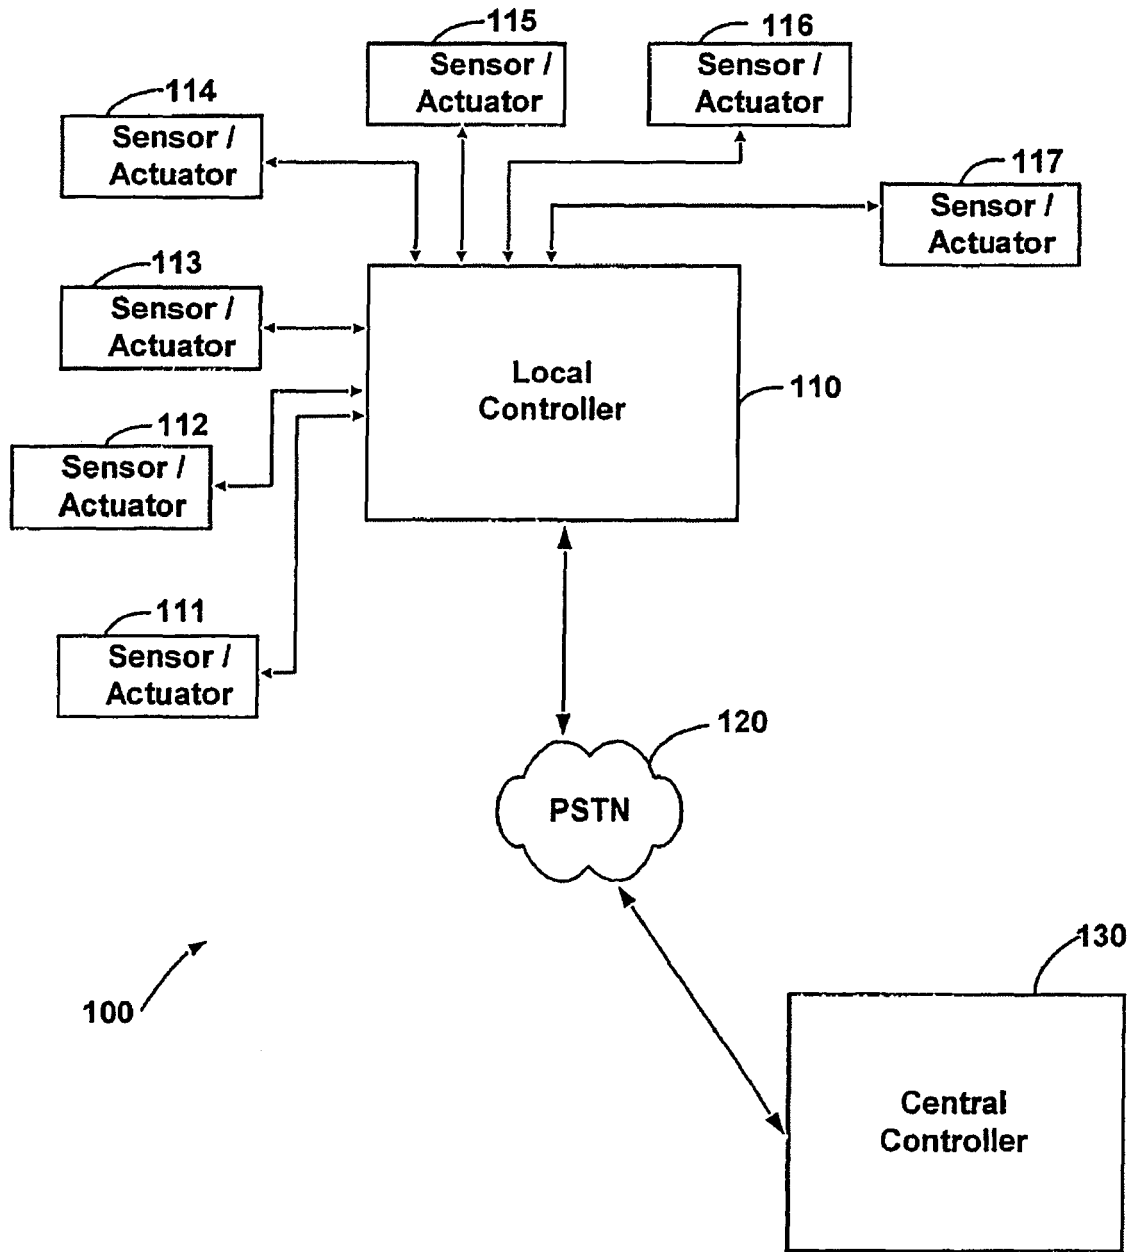 115
Sensor /
Actuator
116
Sensor /
Actuator
114
Sensor /
Actuator
117
Sensor /
Actuator
113
Sensor /
Actuator
Local
Controller
110
112
Sensor /
Actuator
111
Sensor /
Actuator
120
PSTN
130
100
Central
Controller